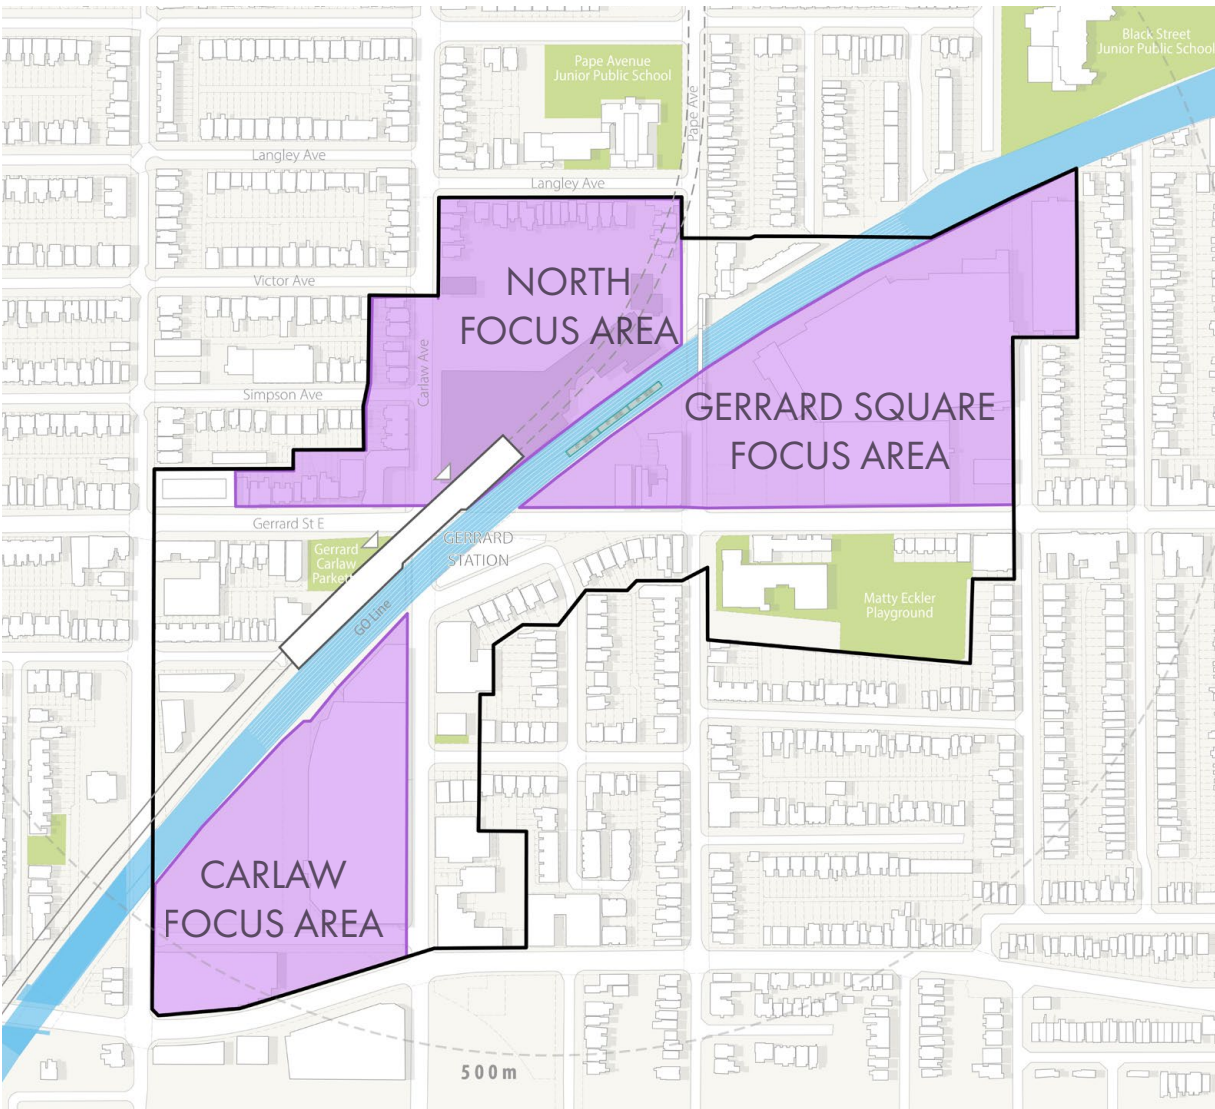 Black Street
Junior Public School
Pape Avenue
Junior Public School
Pape Ave
Langley Ave
Langley Ave
Victor Ave
NORTH
FOCUS AREA
Carlaw Ave
Simpson Ave
GERRARD SQUARE
FOCUS AREA
Gerrard St E
GERRARD
STATION
Gerrard
Carlaw
Parkette
Matty Eckler
Playground
GO Line
CARLAW
FOCUS AREA
500m